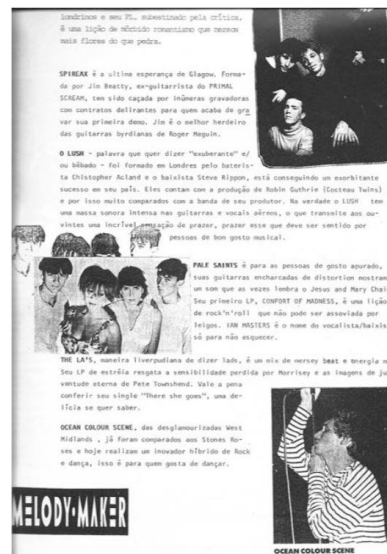 londrinos e seu FL, subestinado pela crítica,
é uma lição de mórbido romantismo que nersos
mais flores do que pedra.
SPIREAX é a ultima esperança de Glagow. Forma-
da por Jim Beatty, ex-guitarrista do PRIMAL
SCREAM, tem sido caçada por inúmeras gravadoras
com contratos delirantes para quem acaba de gra
var sua primeira demo. Jim é o melhor herdeiro
das guitarras byrdianas de Roger Meguin.
O LUSH - palavra que quer dizer "exuberante" e/
ou bêbado - foi formado em Londres pelo bateris-
ta Chistopher Acland e o baixista Steve Rippon, está conseguindo um exorbitante
sucesso em seu país. Eles contam com a produção de Robin Guthrie (Cocteau Twins)
e por isso muito comparados com a banda de seu produtor. Na verdade o LUSH tem
uma massa sonora intensa nas guitarras e vocais aéreos, o que transmite aos ou-
vintes uma incrível sensação de prazer, prazer esse que deve ser sentido por
pessoas de bom gosto musical.
PALE SAINTS é para as pessoas de gosto apurado,
suas guitarras encharcadas de distortion mostram
um som que as vezes lembra o Jesus and Mary Chai
Seu primeiro LP, CONFORT OF MADNESS, é uma lição
de rock'n'roll que não pode ser assoviada por
leigos. IAN MASTERS é o nome do vocalista/baixis
só para não esquecer.
THE LA'S, maneira liverpudiana de dizer lads, é um mix de mersey beat e energia n
Seu LP de estréia resgata a sensibilidade perdida por Morrisey e as imagens de ju
ventude eterna de Pete Townshend. Vale a pena
conferir seu single "There she goes", uma de-
lícia se quer saber.
OCEAN COLOUR SCENE, das desglamourizadas West
Midlands , já foram comparados aos Stones Ro-
ses e hoje realizam um inovador híbrido de Rock
e dança, isso é para quem gosta de dançar.
MELODY-MAKER
OCEAN COLOUR SCENE